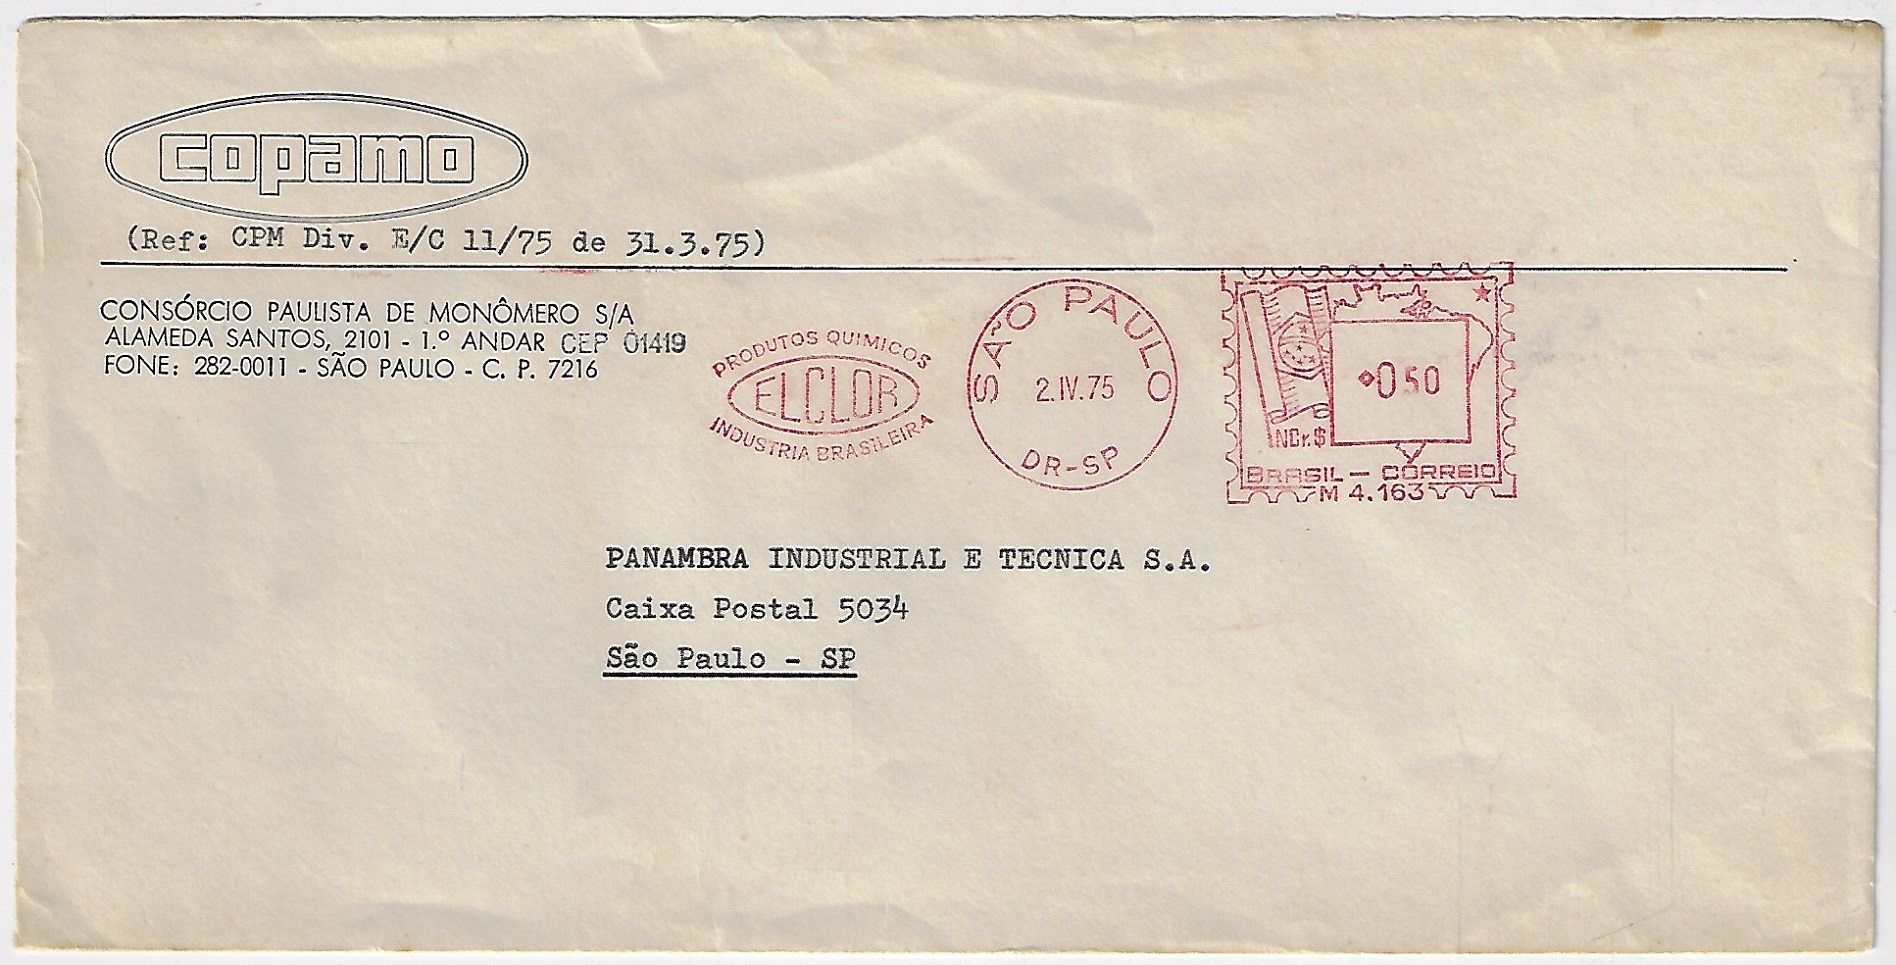 copamo
(Ref: CPM Div. E/C 11/75 de 31.3.75)
CONSÓRCIO PAULISTA DE MONÔMERO S/A
ALAMEDA SANTOS, 2101 - 1.º ANDAR CEP 01419
FONE: 282-0011 - SÃO PAULO - C. P. 7216
PRODUTOS QUIMICOS
ELCLOR
INDUSTRIA BRASILEIRA
SÃO PAULO
2.IV.75
DR-SP
050
NCr.$
BRASIL - CORREIO
M 4.163
PANAMBRA INDUSTRIAL E TECNICA S.A.
Caixa Postal 5034
São Paulo - SP